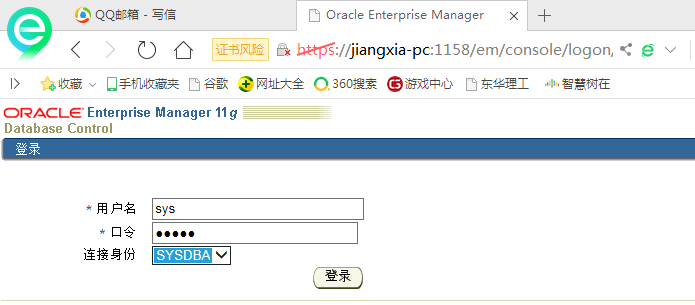 QQ邮箱 - 写信
Oracle Enterprise Manager
证书风险 https://jiangxia-pc:1158/em/console/logon/
收藏 手机收藏夹 谷歌 网址大全 360搜索 游戏中心 东华理工 智慧树在
ORACLE Enterprise Manager 11g
Database Control
登录
* 用户名 sys
* 口令 ●●●●●
连接身份 SYSDBA
登录